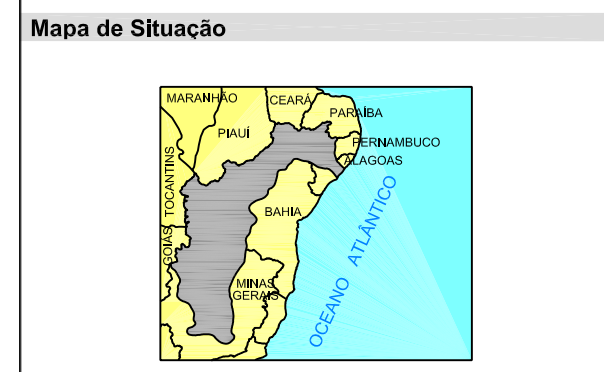 Mapa de Situação
MARANHÃO
CEARÁ
PARAÍBA
PIAUÍ
PERNAMBUCO
ALAGOAS
TOCANTINS
BAHIA
GOIÁS
MINAS
GERAIS
OCEANO ATLÂNTICO